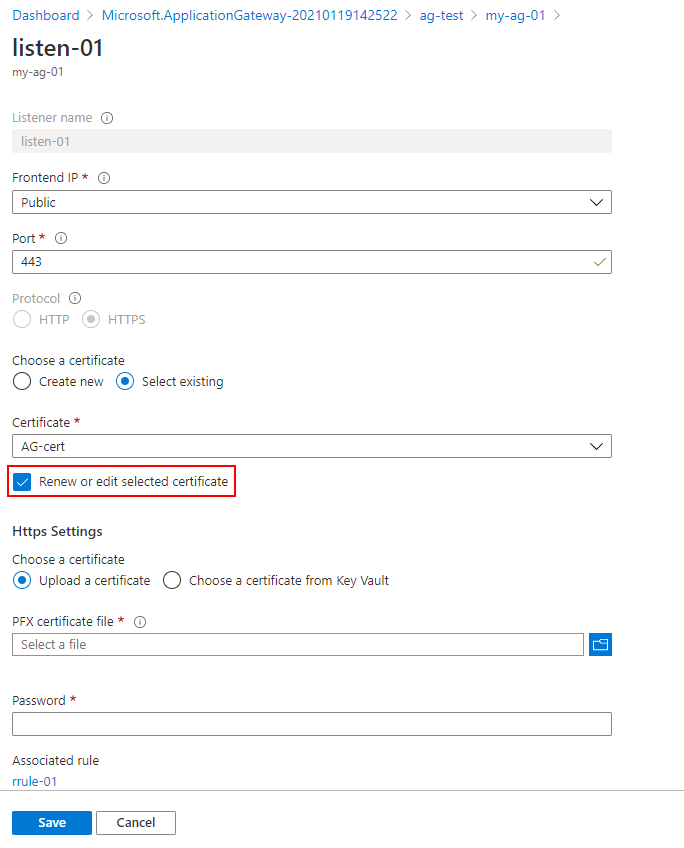 Dashboard > Microsoft.ApplicationGateway-20210119142522 > ag-test > my-ag-01 >
listen-01
my-ag-01
Listener name
listen-01
Frontend IP *
Public
Port *
443
Protocol
HTTP HTTPS
Choose a certificate
Create new Select existing
Certificate *
AG-cert
Renew or edit selected certificate
Https Settings
Choose a certificate
Upload a certificate Choose a certificate from Key Vault
PFX certificate file *
Select a file
Password *
Associated rule
rrule-01
Save Cancel